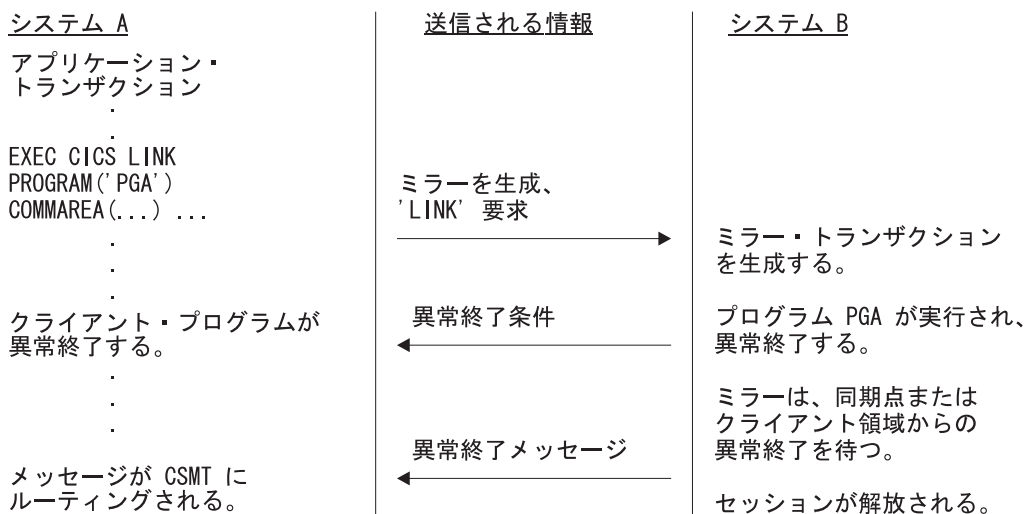 システム A
送信される情報
システム B
アプリケーション・
トランザクション
.
.
EXEC CICS LINK
PROGRAM('PGA')
COMMAREA(...) ...
ミラーを生成、
'LINK' 要求
ミラー・トランザクション
を生成する。
.
.
.
クライアント・プログラムが
異常終了する。
異常終了条件
プログラム PGA が実行され、
異常終了する。
.
.
.
ミラーは、同期点または
クライアント領域からの
異常終了を待つ。
異常終了メッセージ
メッセージが CSMT に
ルーティングされる。
セッションが解放される。